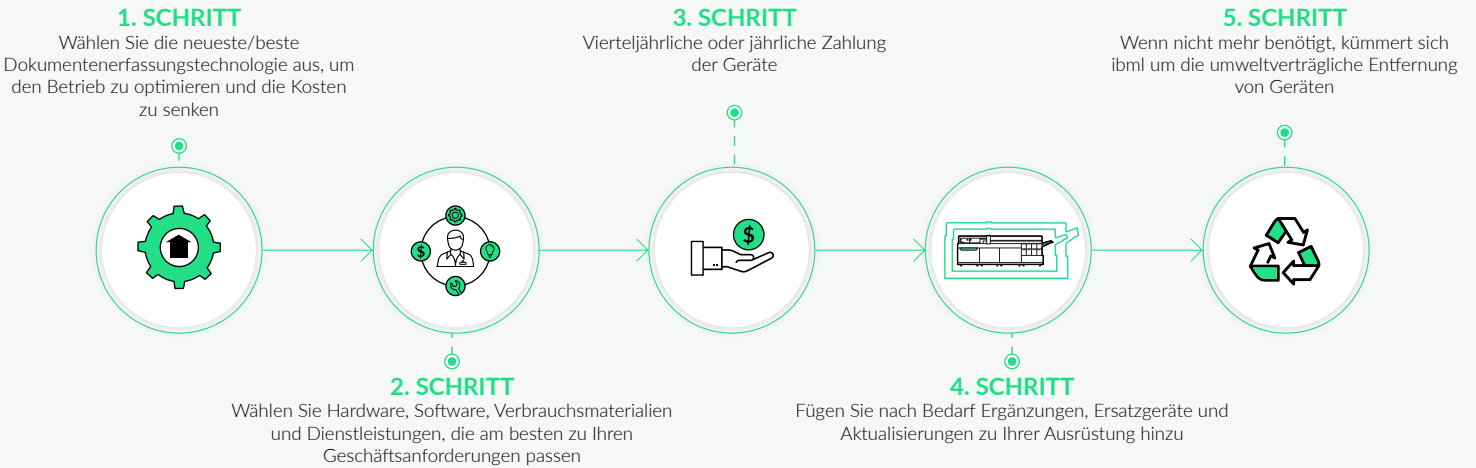 1. SCHRITT
Wählen Sie die neueste/beste
Dokumentenerfassungstechnologie aus, um
den Betrieb zu optimieren und die Kosten
zu senken
2. SCHRITT
Wählen Sie Hardware, Software, Verbrauchsmaterialien
und Dienstleistungen, die am besten zu Ihren
Geschäftsanforderungen passen
3. SCHRITT
Vierteljährliche oder jährliche Zahlung
der Geräte
$
$
4. SCHRITT
Fügen Sie nach Bedarf Ergänzungen, Ersatzgeräte und
Aktualisierungen zu Ihrer Ausrüstung hinzu
5. SCHRITT
Wenn nicht mehr benötigt, kümmert sich
ibml um die umweltverträgliche Entfernung
von Geräten